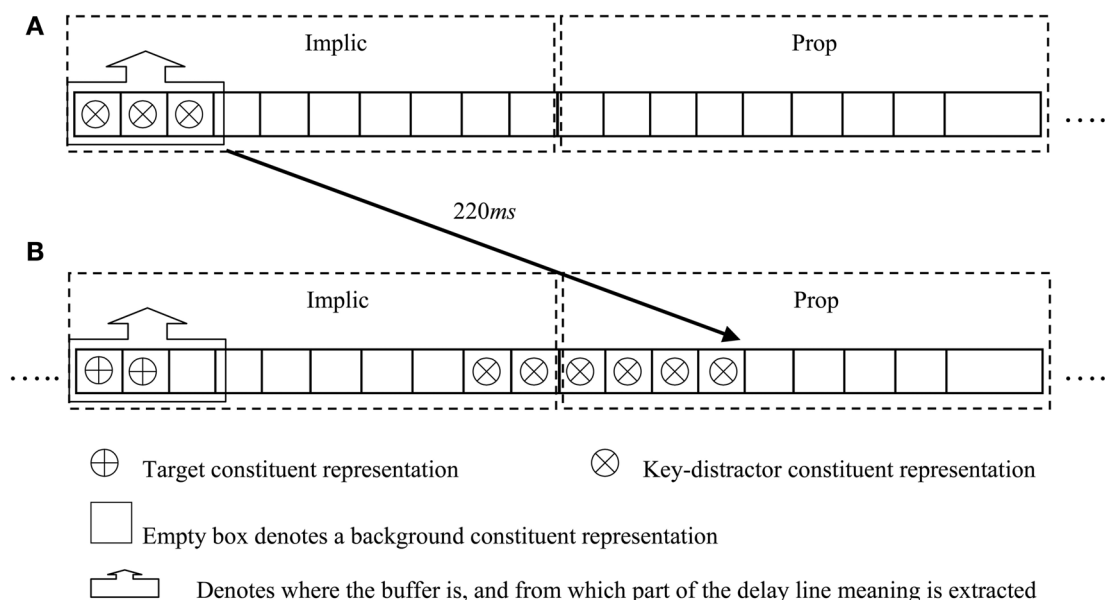 A
Implic Prop
....
220ms
B
Implic Prop
..... ....
Target constituent representation Key-distractor constituent representation
Empty box denotes a background constituent representation
Denotes where the buffer is, and from which part of the delay line meaning is extracted